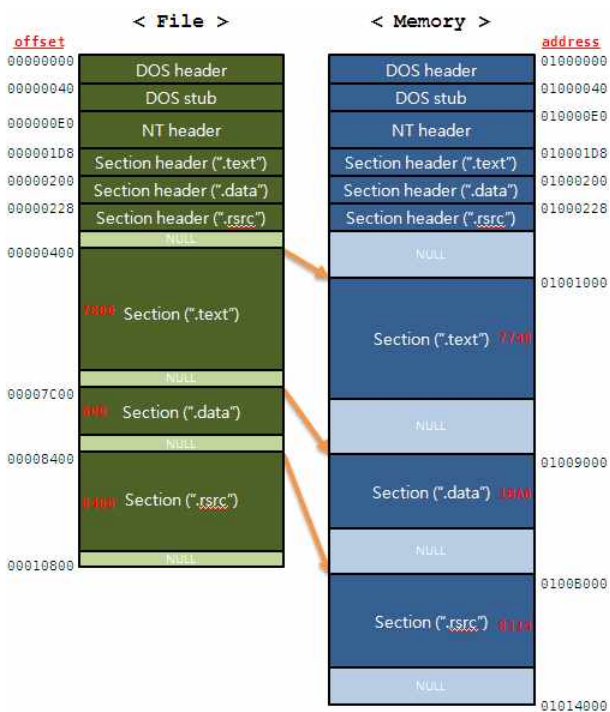 < File >
offset
00000000
DOS header
00000040
DOS stub
000000E0
NT header
000001D8
Section header (".text")
00000200
Section header (".data")
00000228
Section header (".rsrc")
NULL
00000400
7800 Section (".text")
NULL
00007C00
Section (".data")
NULL
00008400
8400 Section (".rsrc")
NULL
00010800
< Memory >
address
DOS header
01000000
DOS stub
01000040
NT header
010000E0
Section header (".text")
010001D8
Section header (".data")
01000200
Section header (".rsrc")
01000228
NULL
01001000
Section (".text") 7748
NULL
01009000
Section (".data")
NULL
0100B000
Section (".rsrc")
NULL
01014000